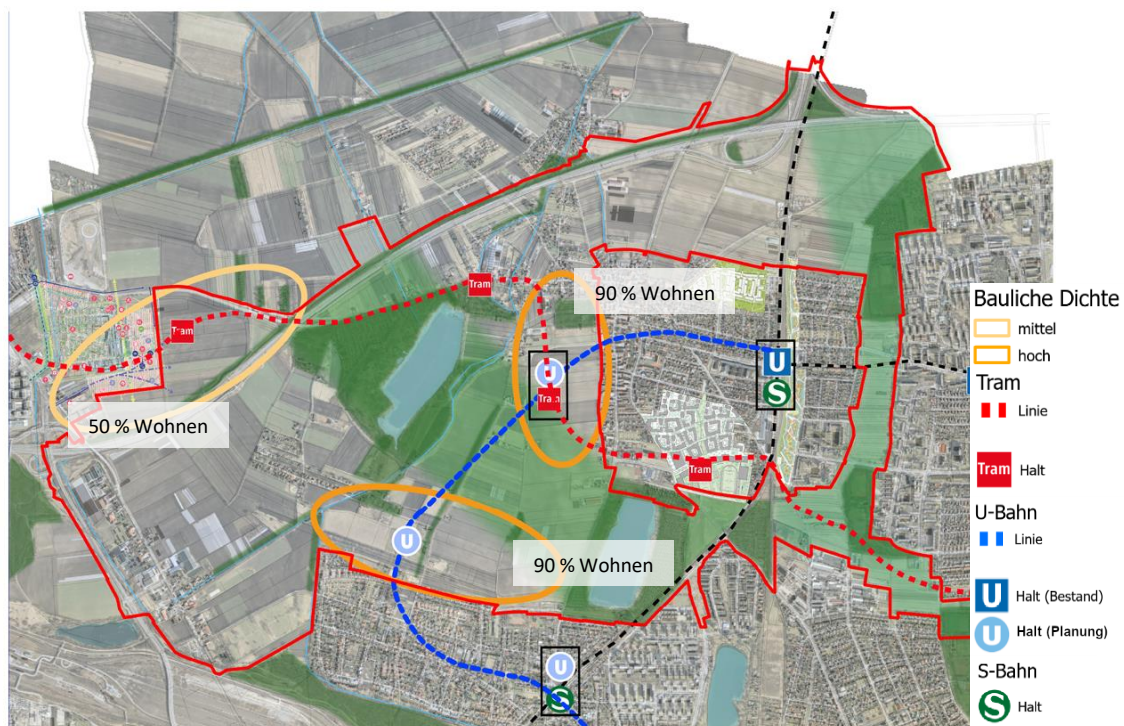 Tram
90 % Wohnen
Tram
U
Tram
U
S
50 % Wohnen
Tram
U
90 % Wohnen
U
S
Bauliche Dichte
mittel
hoch
Tram
Linie
Tram Halt
U-Bahn
Linie
U Halt (Bestand)
U Halt (Planung)
S-Bahn
S Halt